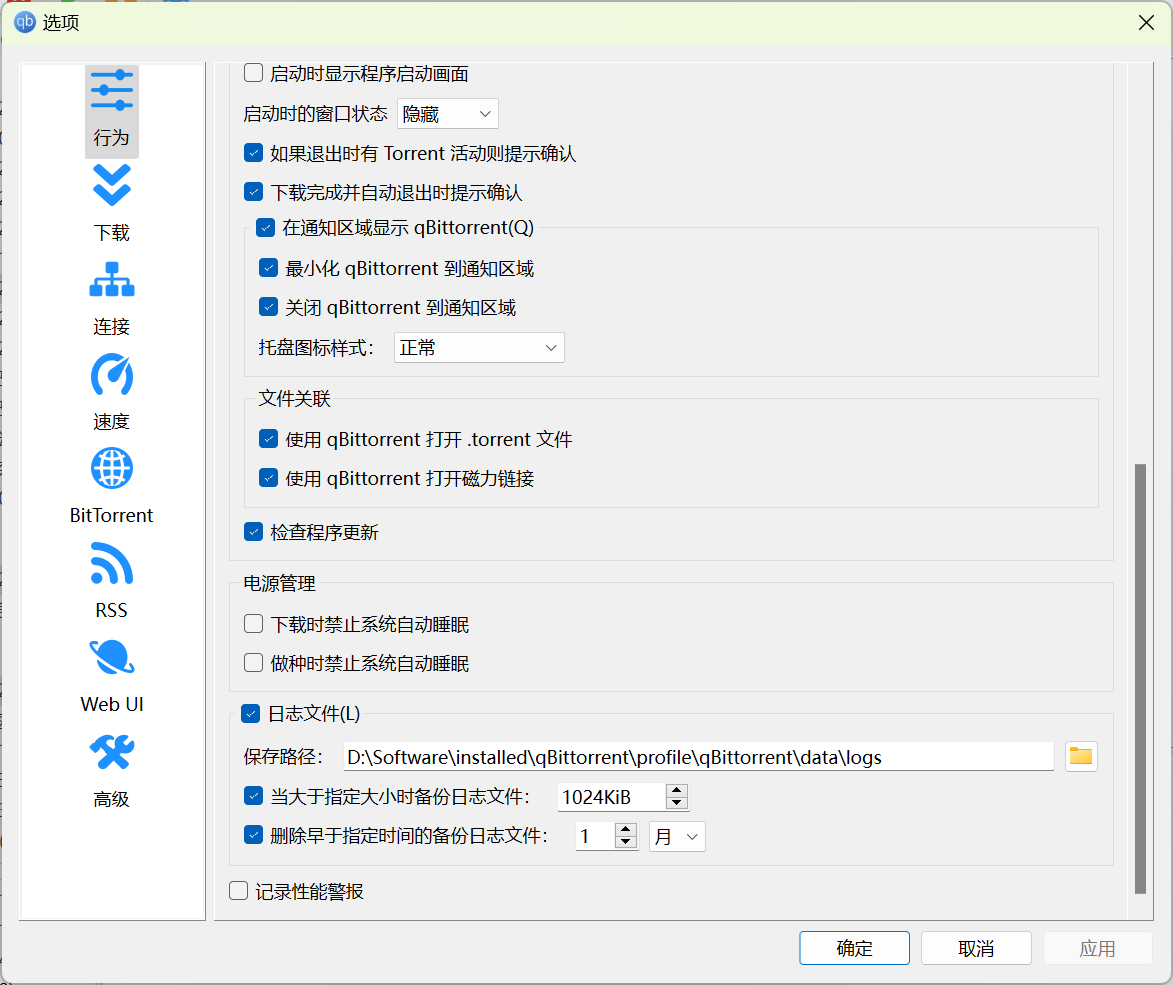 qb 选项
行为
下载
连接
速度
BitTorrent
RSS
Web UI
高级
启动时显示程序启动画面
启动时的窗口状态 隐藏
如果退出时有 Torrent 活动则提示确认
下载完成并自动退出时提示确认
在通知区域显示 qBittorrent(Q)
最小化 qBittorrent 到通知区域
关闭 qBittorrent 到通知区域
托盘图标样式： 正常
文件关联
使用 qBittorrent 打开 .torrent 文件
使用 qBittorrent 打开磁力链接
检查程序更新
电源管理
下载时禁止系统自动睡眠
做种时禁止系统自动睡眠
日志文件(L)
保存路径： D:\Software\installed\qBittorrent\profile\qBittorrent\data\logs
当大于指定大小时备份日志文件： 1024KiB
删除早于指定时间的备份日志文件： 1 月
记录性能警报
确定 取消 应用